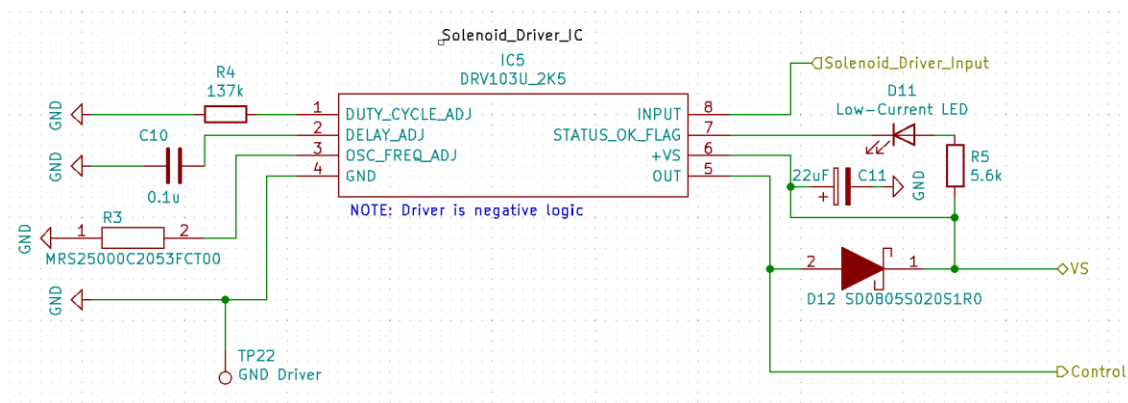 Solenoid_Driver_IC
IC5
DRV103U_2K5
R4
137k
GND
1
DUTY_CYCLE_ADJ
INPUT
8
Solenoid_Driver_Input
C10
0.1u
GND
2
DELAY_ADJ
STATUS_OK_FLAG
7
D11
Low-Current LED
3
OSC_FREQ_ADJ
+VS
6
R5
5.6k
4
GND
OUT
5
22uF
+
C11
GND
NOTE: Driver is negative logic
R3
GND
1
2
MRS25000C2053FCT00
2
1
VS
D12 SD0805S020S1R0
GND
TP22
GND Driver
Control